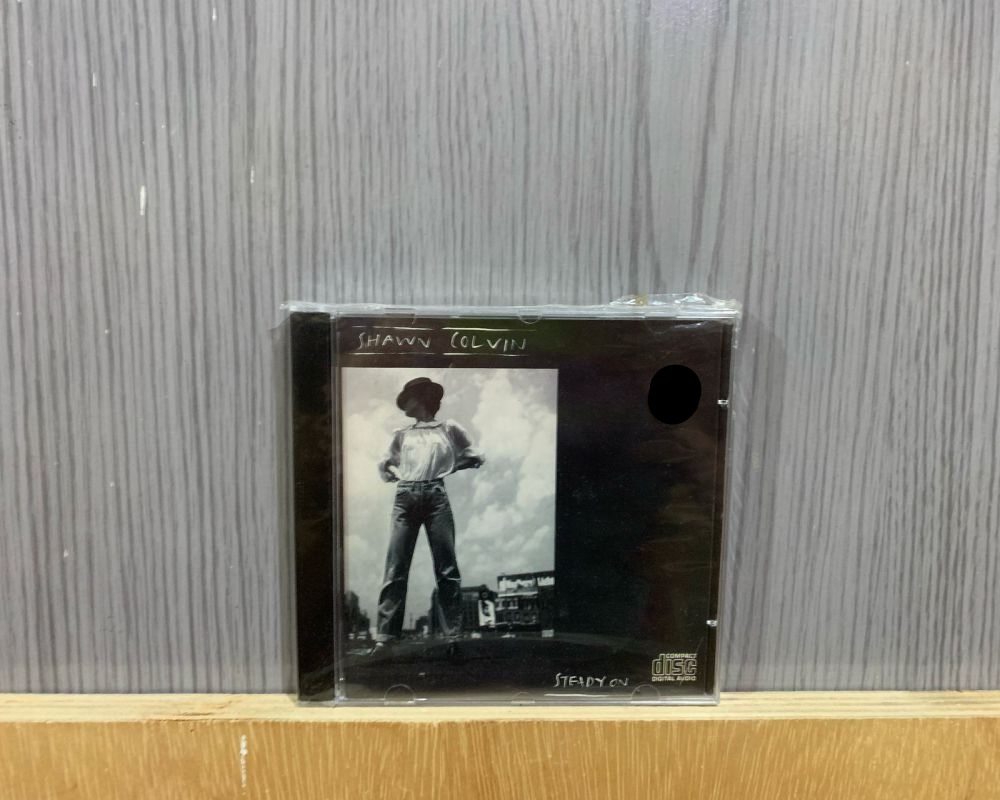 SHAWN COLVIN
STEADY ON
COMPACT
disc
DIGITAL AUDIO